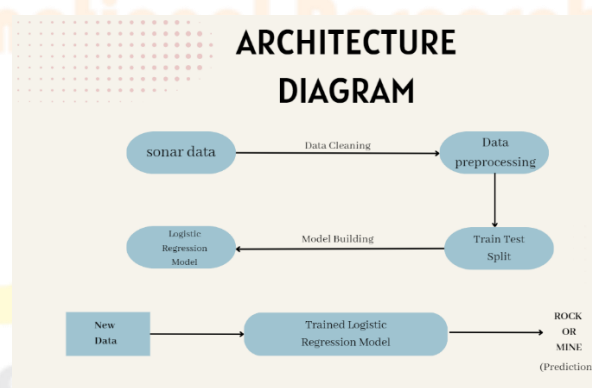 ARCHITECTURE
DIAGRAM
sonar data
Data Cleaning
Data
preprocessing
Logistic
Regression
Model
Model Building
Train Test
Split
New
Data
Trained Logistic
Regression Model
ROCK
OR
MINE
(Prediction